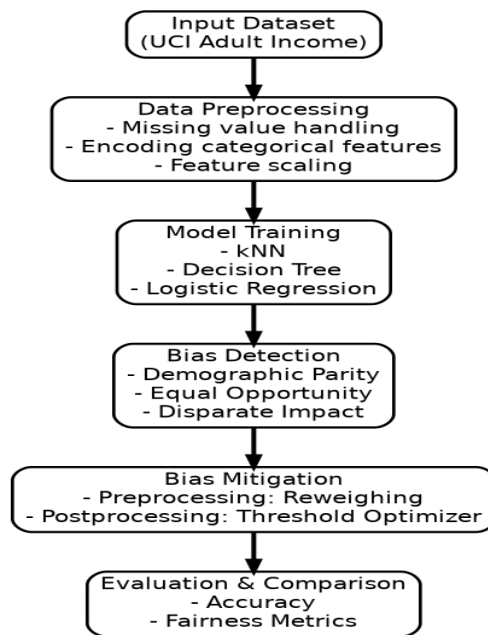 Input Dataset
(UCI Adult Income)
Data Preprocessing
- Missing value handling
- Encoding categorical features
- Feature scaling
Model Training
- kNN
- Decision Tree
- Logistic Regression
Bias Detection
- Demographic Parity
- Equal Opportunity
- Disparate Impact
Bias Mitigation
- Preprocessing: Reweighing
- Postprocessing: Threshold Optimizer
Evaluation & Comparison
- Accuracy
- Fairness Metrics